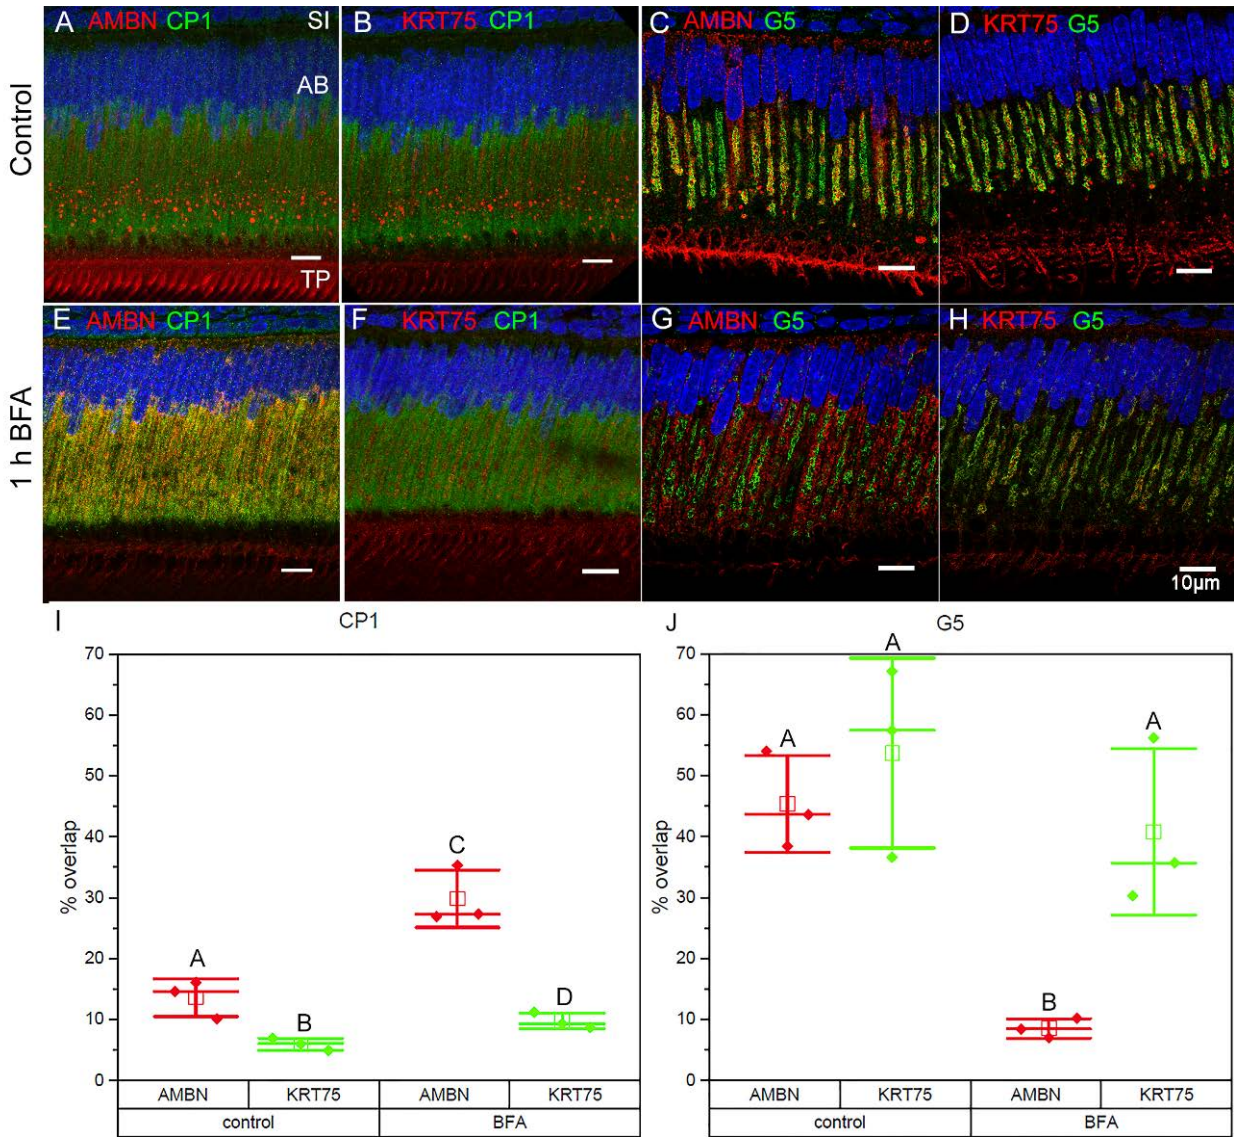 A AMBN CP1 SI
AB
TP
B KRT75 CP1
C AMBN G5
D KRT75 G5
Control
E AMBN CP1
F KRT75 CP1
G AMBN G5
H KRT75 G5
10µm
1 h BFA
I CP1
70
60
50
40
30
20
10
0
% overlap
A
B
C
D
AMBN KRT75 AMBN KRT75
control BFA
J G5
70
60
50
40
30
20
10
0
% overlap
A
A
B
A
AMBN KRT75 AMBN KRT75
control BFA